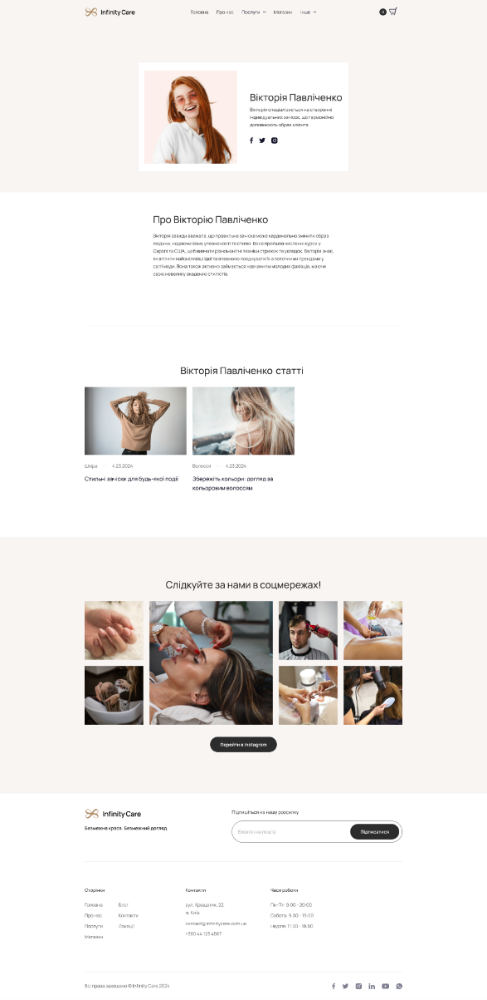 Infinity Care
Головна Про нас Послуги Магазин Інше
0
Вікторія Павліченко
Вікторія спеціалізується на створенні
індивідуальних зачісок, що гармонійно
доповнюють образ клієнта.
Про Вікторію Павліченко
Вікторія завжди вважала, що правильна зачіска може кардинально змінити образ
людини, надаючи йому впевненості та стилю. Вона пройшла численні курси у
Європі та США, щоб вивчати різноманітні техніки стрижок та укладок. Вікторія знає,
як втілити найсміливіші ідеї та впевнено поєднувати їх з поточними трендами у
світі моди. Вона також активно займається навчанням молодих фахівців, маючи
свою невелику академію стилістів.
Вікторія Павліченко статті
Шкіра 4.23.2024
Стильні зачіски для будь-якої події
Волосся 4.23.2024
Збережіть кольори: догляд за
кольоровим волоссям
Слідкуйте за нами в соцмережах!
Перейти в Instagram
Infinity Care
Безмежна краса. Безмежний догляд.
Підпишіться на нашу розсилку
Електронна пошта
Підписатися
Сторінки
Головна
Про нас
Послуги
Магазин
Блог
Контакти
Локації
Контакти
вул. Хрещатик, 22,
м. Київ
contact@infinitycare.com.ua
+380 44 123 4567
Часи роботи
Пн-Пт: 9:00 - 20:00
Субота: 9:00 - 19:00
Неділя: 11:00 - 18:00
Всі права захищено © Infinity Care 2024